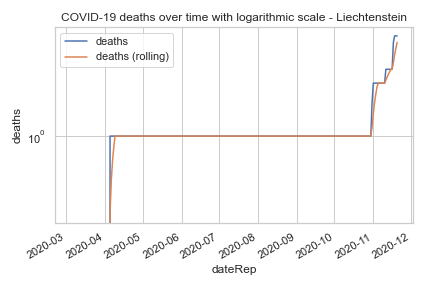 COVID-19 deaths over time with logarithmic scale - Liechtenstein
deaths
deaths (rolling)
deaths
10⁰
2020-03
2020-04
2020-05
2020-06
2020-07
2020-08
2020-09
2020-10
2020-11
2020-12
dateRep